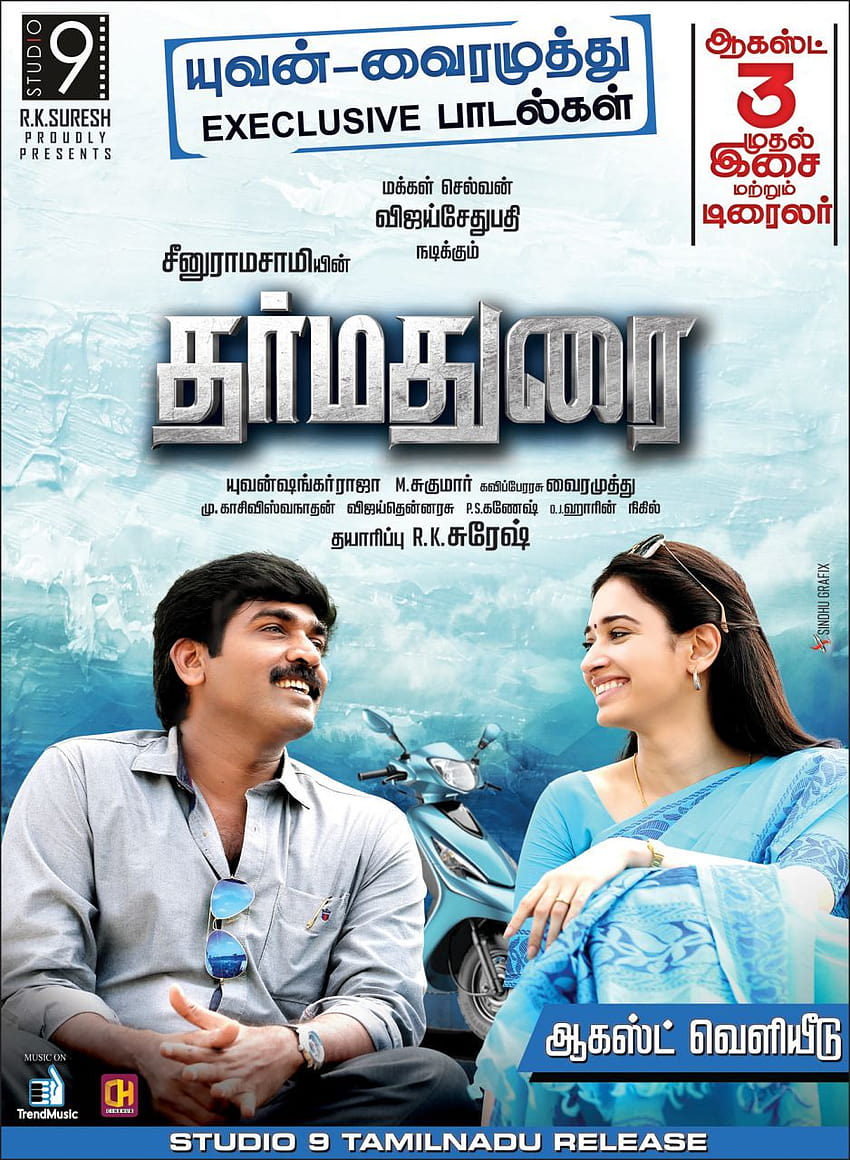 STUDIO 9
R.K.SURESH
PROUDLY
PRESENTS
யுவன்-வைரமுத்து
EXECLUSIVE பாடல்கள்
ஆகஸ்ட்
3
முதல்
இசை
மற்றும்
டிரைலர்
மக்கள் செல்வன்
விஜய்சேதுபதி
நடிக்கும்
சீனுராமசாமியின்
தர்மதுரை
யுவன்ஷங்கர்ராஜா M.சுகுமார் கவிப்பேரரசு வைரமுத்து
மு.காசிவிஸ்வநாதன் விஜய்தென்னரசு P.S.கணேஷ் O.J.ஹாரின் நிகில்
தயாரிப்பு R.K.சுரேஷ்
SINDHU GRAFIX
ஆகஸ்ட் வெளியீடு
MUSIC ON
TrendMusic
CH
CINEHUB
STUDIO 9 TAMILNADU RELEASE